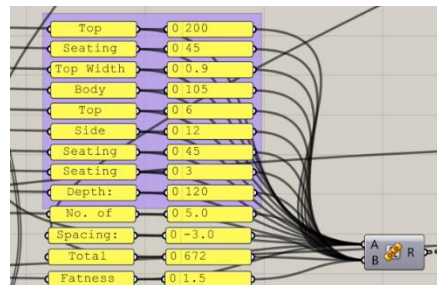 Top 0 200
Seating 0 45
Top Width 0 0.9
Body 0 105
Top 0 6
Side 0 12
Seating 0 45
Seating 0 3
Depth: 0 120
No. of 0 5.0
Spacing: 0 -3.0
Total 0 672
Fatness 0 1.5
A
B R